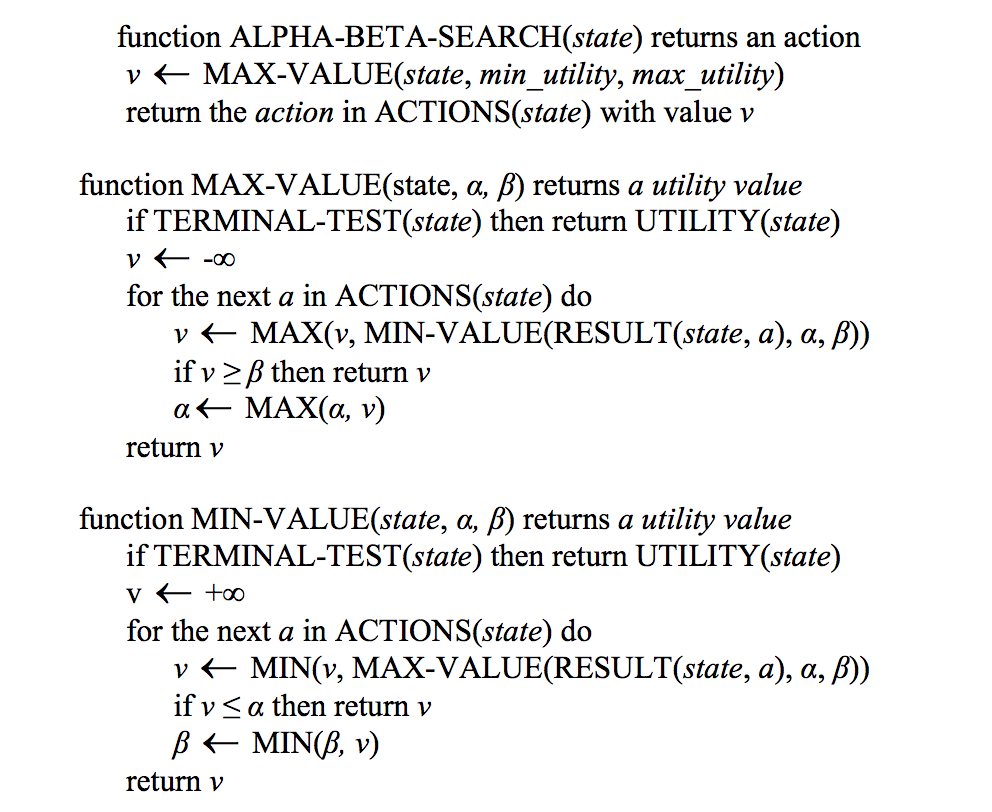 function ALPHA-BETA-SEARCH(state) returns an action
v ← MAX-VALUE(state, min_utility, max_utility)
return the action in ACTIONS(state) with value v
function MAX-VALUE(state, α, β) returns a utility value
if TERMINAL-TEST(state) then return UTILITY(state)
v ← -∞
for the next a in ACTIONS(state) do
v ← MAX(v, MIN-VALUE(RESULT(state, a), α, β))
if v ≥ β then return v
α ← MAX(α, v)
return v
function MIN-VALUE(state, α, β) returns a utility value
if TERMINAL-TEST(state) then return UTILITY(state)
v ← +∞
for the next a in ACTIONS(state) do
v ← MIN(v, MAX-VALUE(RESULT(state, a), α, β))
if v ≤ α then return v
β ← MIN(β, v)
return v